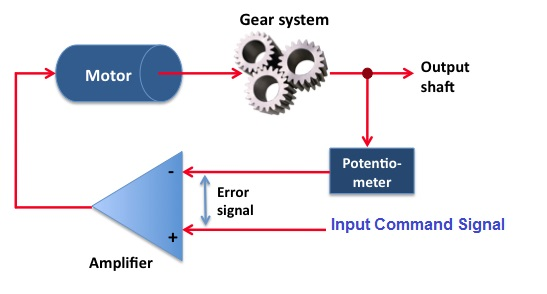 Gear system
Motor
Output
shaft
Potentio-
meter
-
Error
signal
+
Input Command Signal
Amplifier